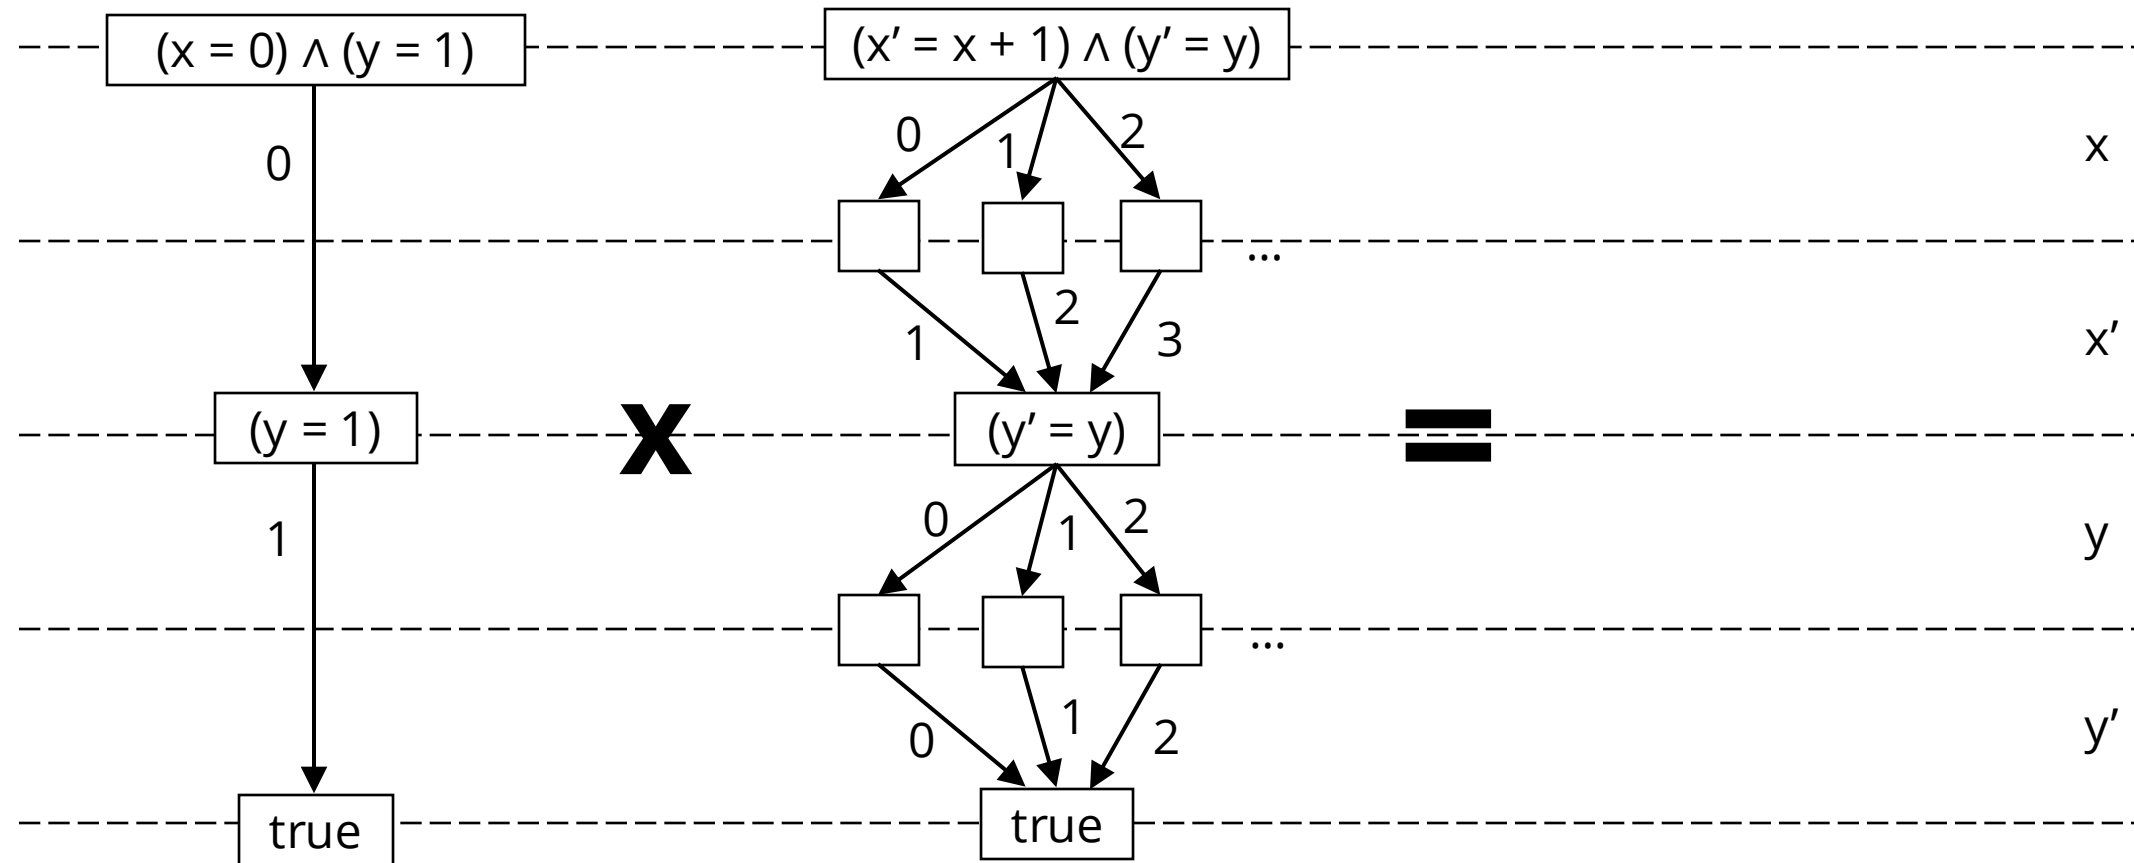 (x = 0) ∧ (y = 1)
(x’ = x + 1) ∧ (y’ = y)
0
0
1
2
x
...
1
2
3
x’
(y = 1)
x
(y’ = y)
=
1
0
1
2
y
...
0
1
2
y’
true
true